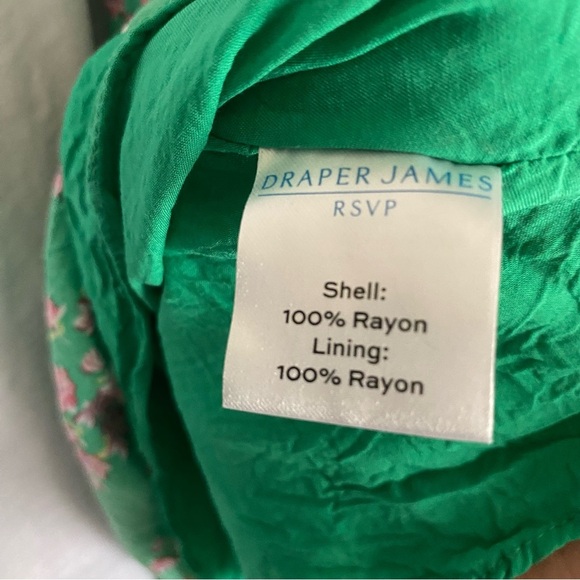 DRAPER JAMES
RSVP
Shell:
100% Rayon
Lining:
100% Rayon